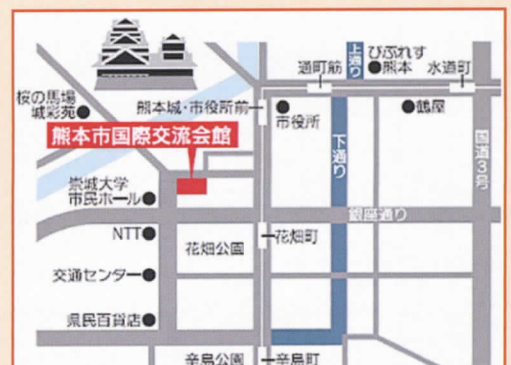 上通り
びぷれす
熊本
通町筋
水道町
桜の馬場
城彩苑
熊本城・市役所前
市役所
鶴屋
熊本市国際交流会館
下通り
国道3号
崇城大学
市民ホール
銀座通り
NTT
花畑公園
花畑町
交通センター
県民百貨店
辛島公園
辛島町